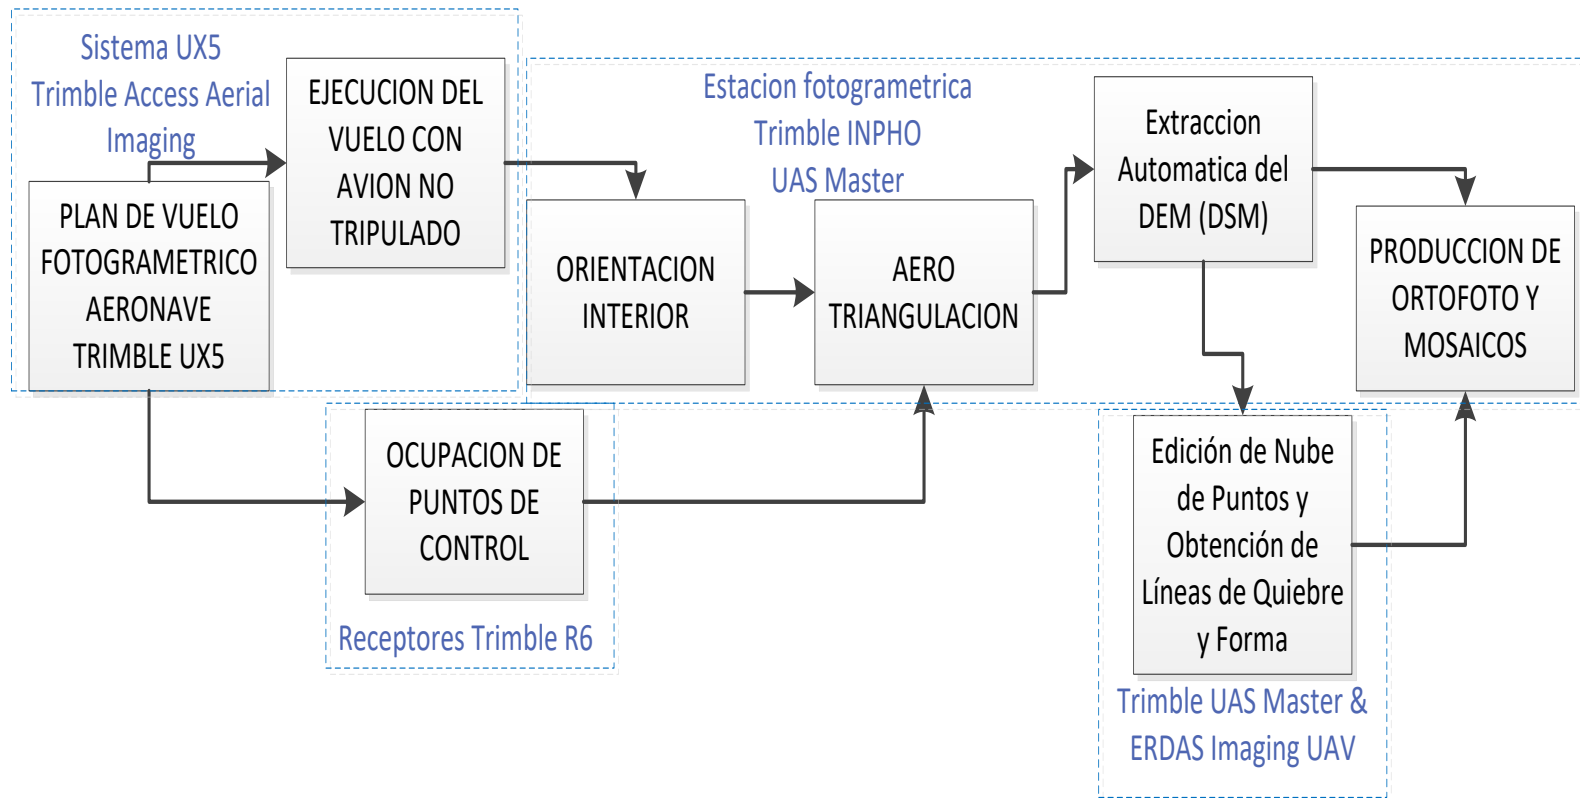 Sistema UX5
Trimble Access Aerial
Imaging
PLAN DE VUELO
FOTOGRAMETRICO
AERONAVE
TRIMBLE UX5
EJECUCION DEL
VUELO CON
AVION NO
TRIPULADO
Estacion fotogrametrica
Trimble INPHO
UAS Master
ORIENTACION
INTERIOR
AERO
TRIANGULACION
Extraccion
Automatica del
DEM (DSM)
PRODUCCION DE
ORTOFOTO Y
MOSAICOS
OCUPACION DE
PUNTOS DE
CONTROL
Receptores Trimble R6
Edición de Nube
de Puntos y
Obtención de
Líneas de Quiebre
y Forma
Trimble UAS Master &
ERDAS Imaging UAV